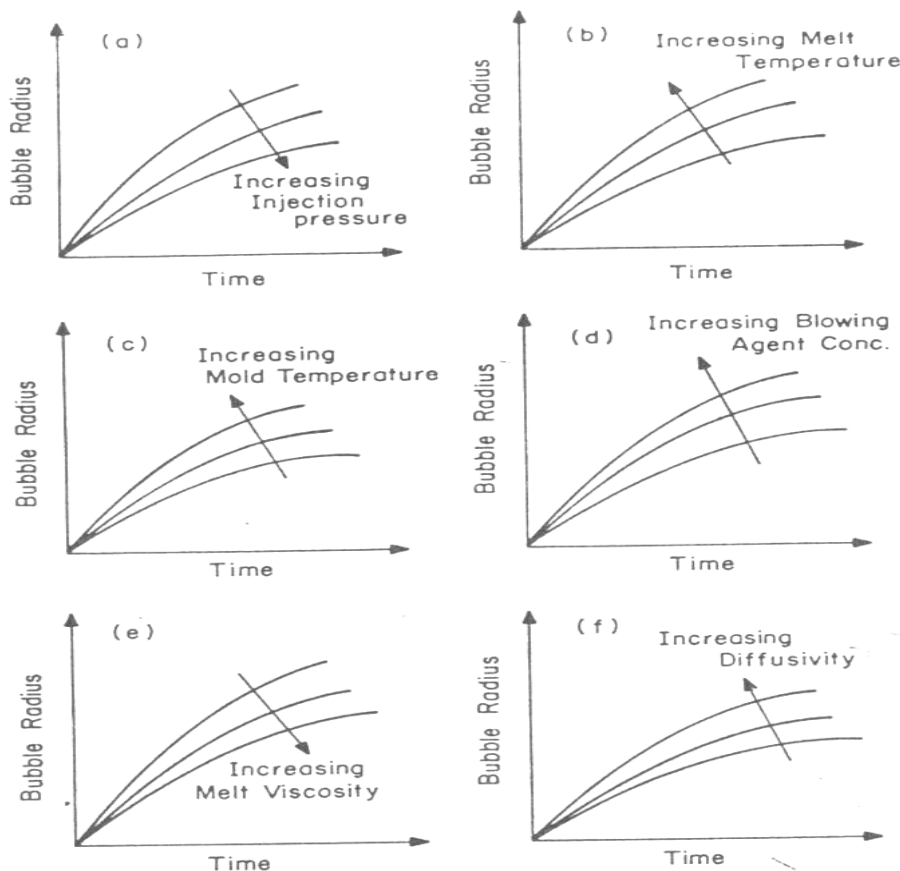 (a)
Bubble Radius
Increasing
Injection
pressure
Time
(b)
Increasing Melt
Temperature
Bubble Radius
Time
(c)
Increasing
Mold Temperature
Bubble Radius
Time
(d)
Increasing Blowing
Agent Conc.
Bubble Radius
Time
(e)
Bubble Radius
Increasing
Melt Viscosity
Time
(f)
Increasing
Diffusivity
Bubble Radius
Time